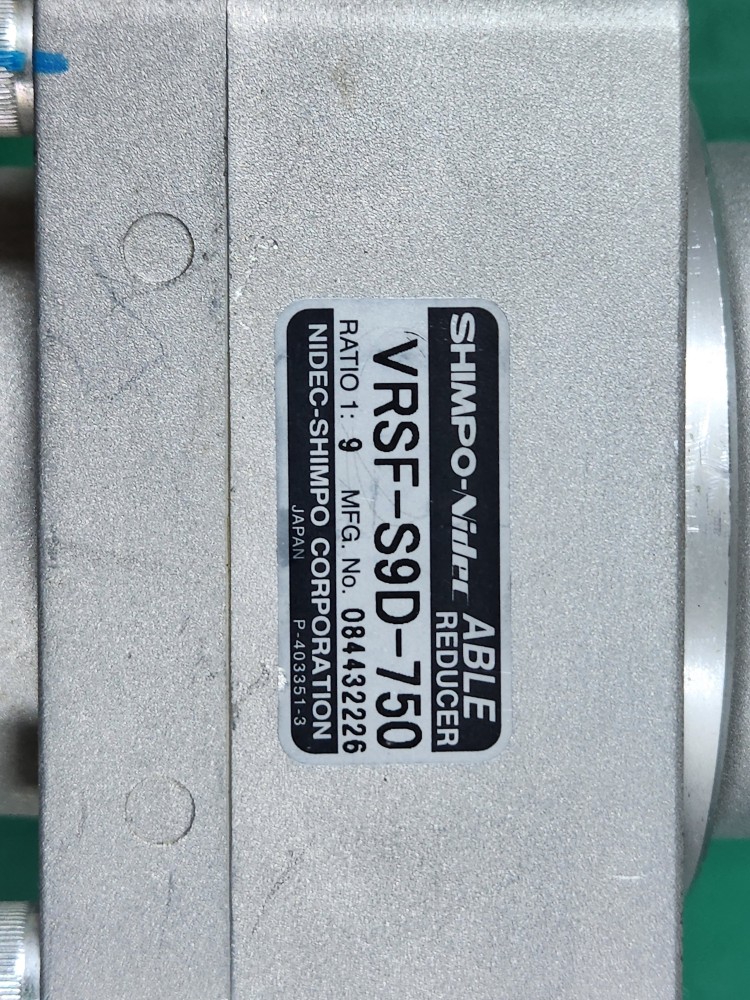 SHIMPO-Nidec ABLE REDUCER
VRSF-S9D-750
RATIO 1: 9 MFG. No. 084432226
NIDEC-SHIMPO CORPORATION
JAPAN P-403351-3